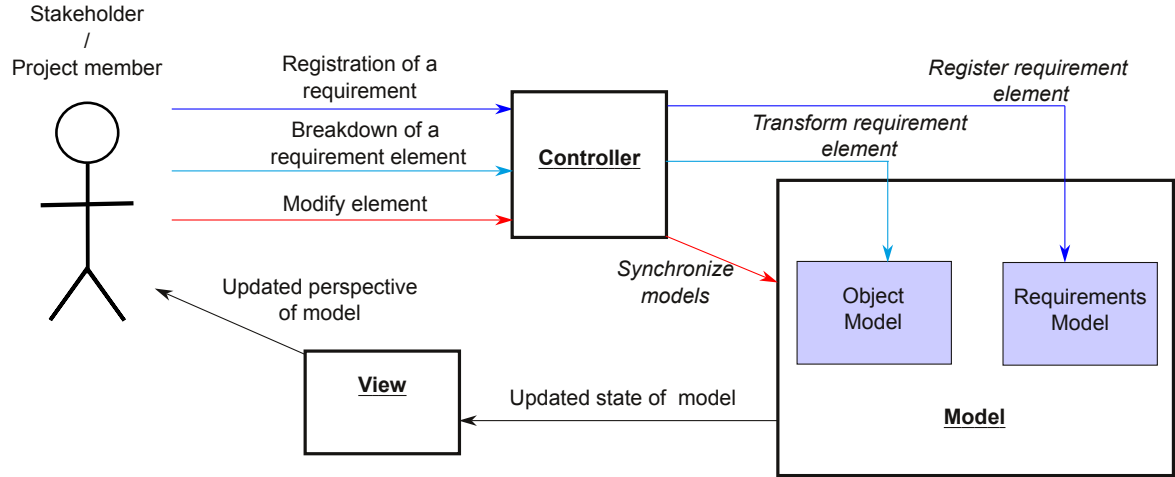 Stakeholder
/
Project member
Registration of a
requirement
Breakdown of a
requirement element
Modify element
Controller
Register requirement
element
Transform requirement
element
Synchronize
models
Object
Model
Requirements
Model
Model
Updated state of  model
View
Updated perspective
of model